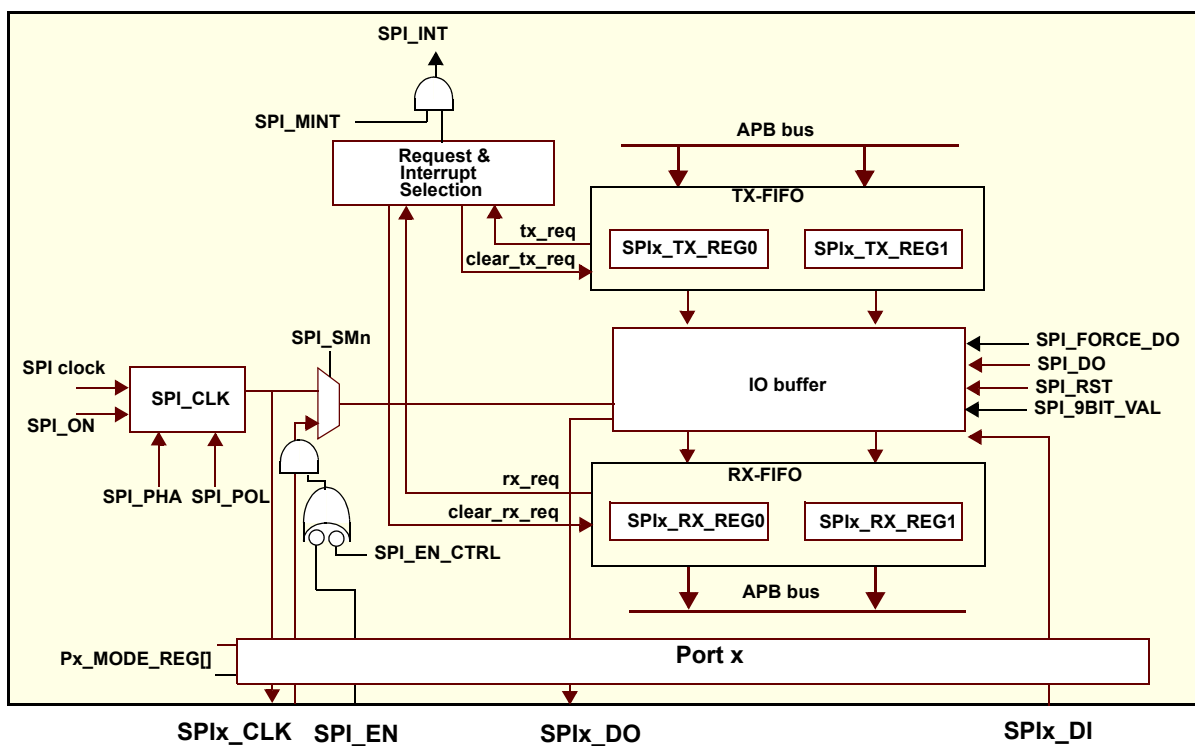 SPI_INT
SPI_MINT
APB bus
Request &
Interrupt
Selection
TX-FIFO
tx_req
SPIx_TX_REG0
SPIx_TX_REG1
clear_tx_req
SPI_SMn
SPI_FORCE_DO
SPI clock
SPI_DO
SPI_CLK
IO buffer
SPI_RST
SPI_ON
SPI_9BIT_VAL
RX-FIFO
SPI_PHA
SPI_POL
rx_req
clear_rx_req
SPIx_RX_REG0
SPIx_RX_REG1
SPI_EN_CTRL
APB bus
Px_MODE_REG[]
Port x
SPIx_CLK
SPI_EN
SPIx_DO
SPIx_DI